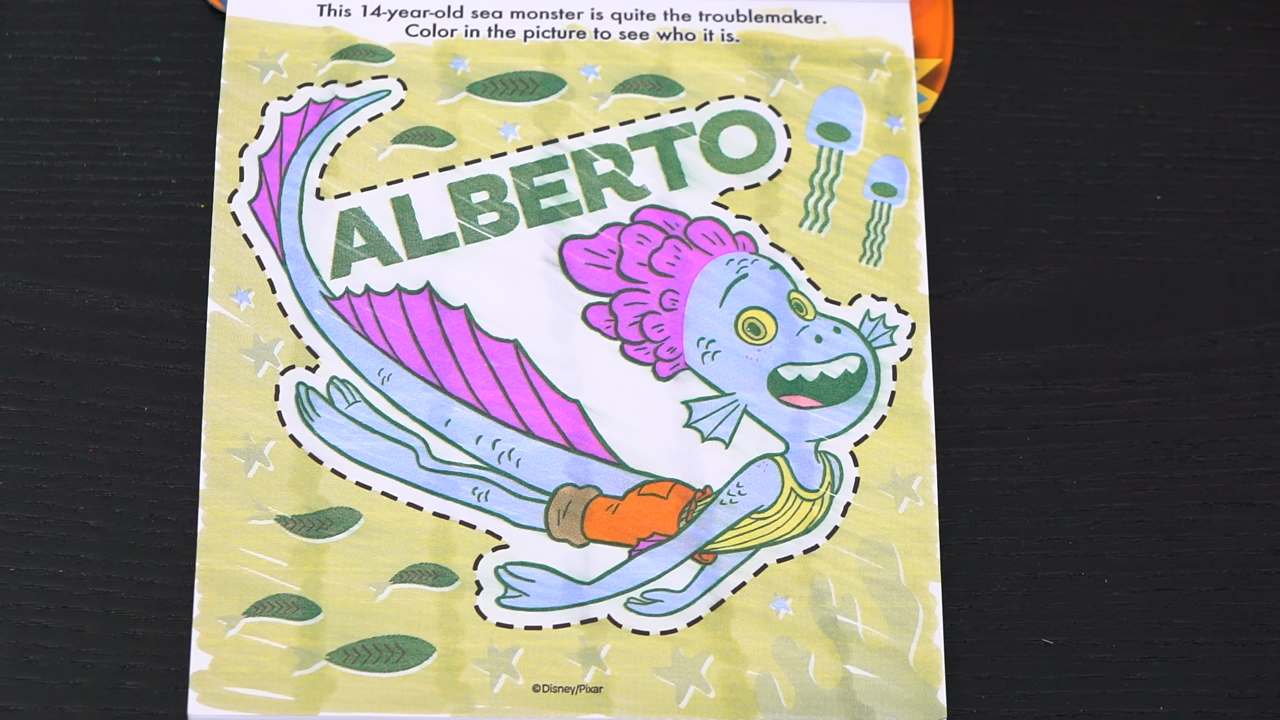 This 14-year-old sea monster is quite the troublemaker.
Color in the picture to see who it is.
ALBERTO
©Disney/Pixar